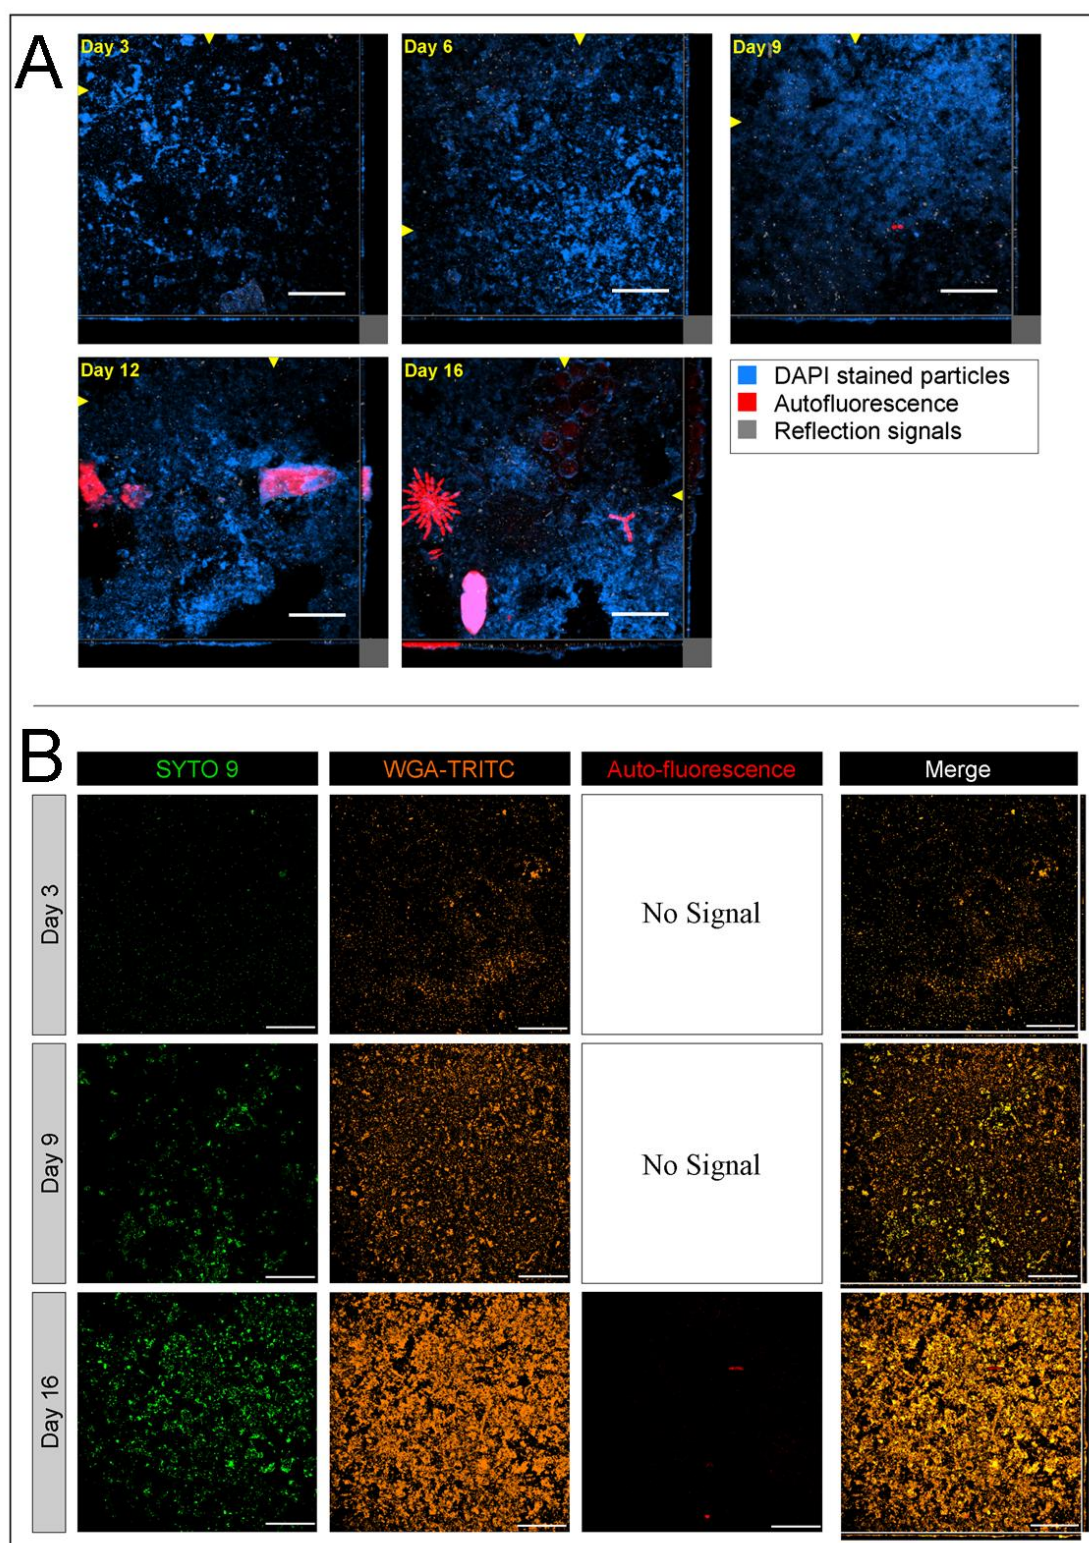 A
Day 3
Day 6
Day 9
Day 12
Day 16
DAPI stained particles
Autofluorescence
Reflection signals
B
SYTO 9
WGA-TRITC
Auto-fluorescence
Merge
Day 3
No Signal
Day 9
No Signal
Day 16